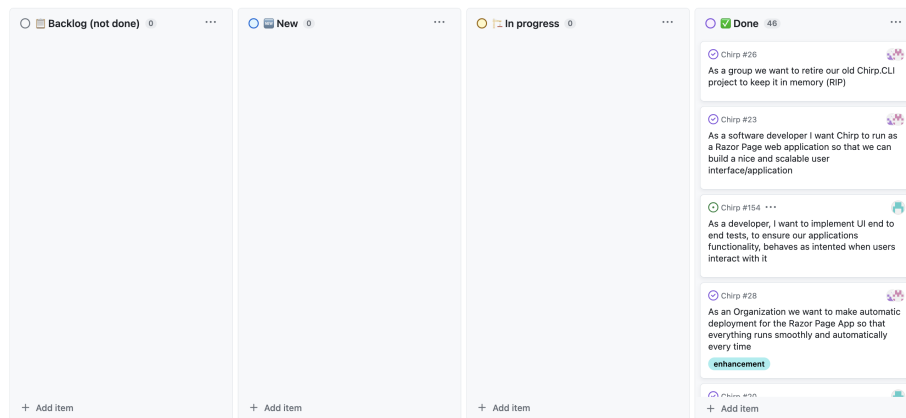 Backlog (not done) 0 ...
NEW New 0 ...
In progress 0 ...
Done 46 ...
Chirp #26
As a group we want to retire our old Chirp.CLI
project to keep it in memory (RIP)
Chirp #23
As a software developer I want Chirp to run as
a Razor Page web application so that we can
build a nice and scalable user
interface/application
Chirp #154 ...
As a developer, I want to implement UI end to
end tests, to ensure our applications
functionality, behaves as intented when users
interact with it
Chirp #28
As an Organization we want to make automatic
deployment for the Razor Page App so that
everything runs smoothly and automatically
every time
enhancement
+ Add item
+ Add item
+ Add item
+ Add item